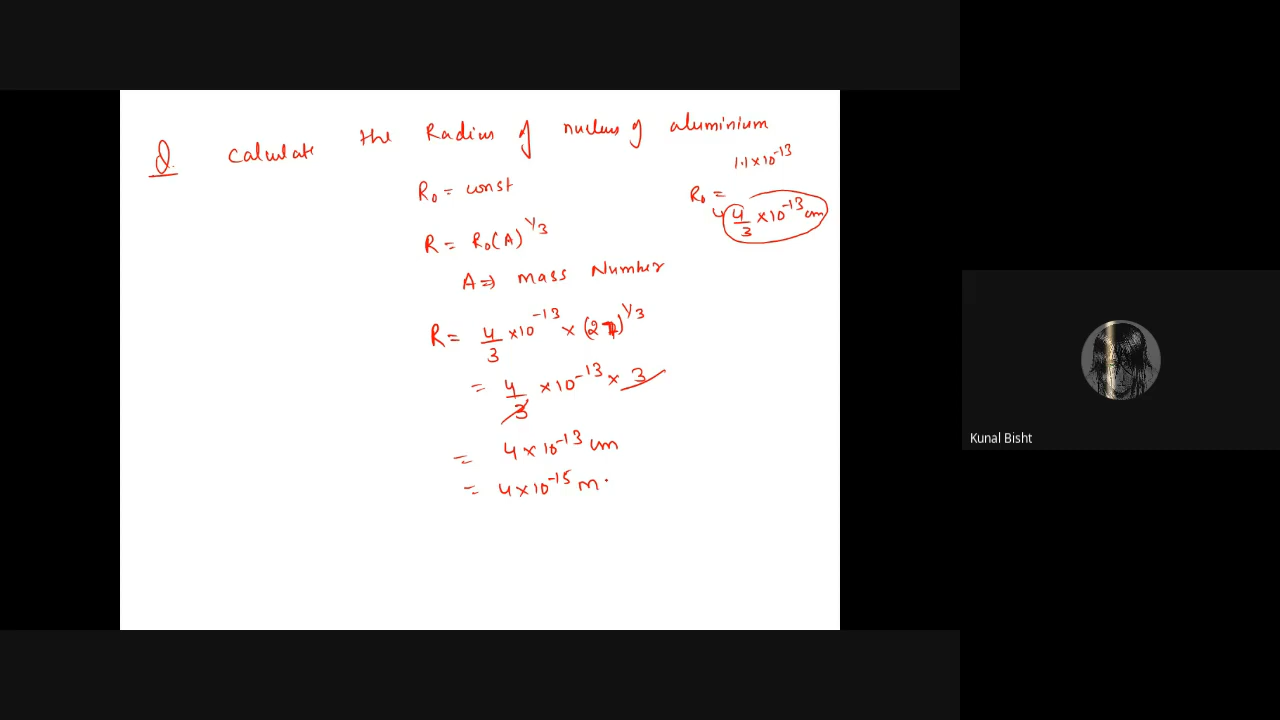 Q. Calculate the Radius of nucleus of aluminium
1.1×10^-13
R₀ = const
R₀ =
4/3 ×10^-13 cm
R = R₀(A)^1/3
A ⇒ Mass Number
R = 4/3 ×10^-13 × (27)^1/3
= 4/3 ×10^-13 × 3
= 4×10^-13 cm
= 4×10^-15 m.
Kunal Bisht